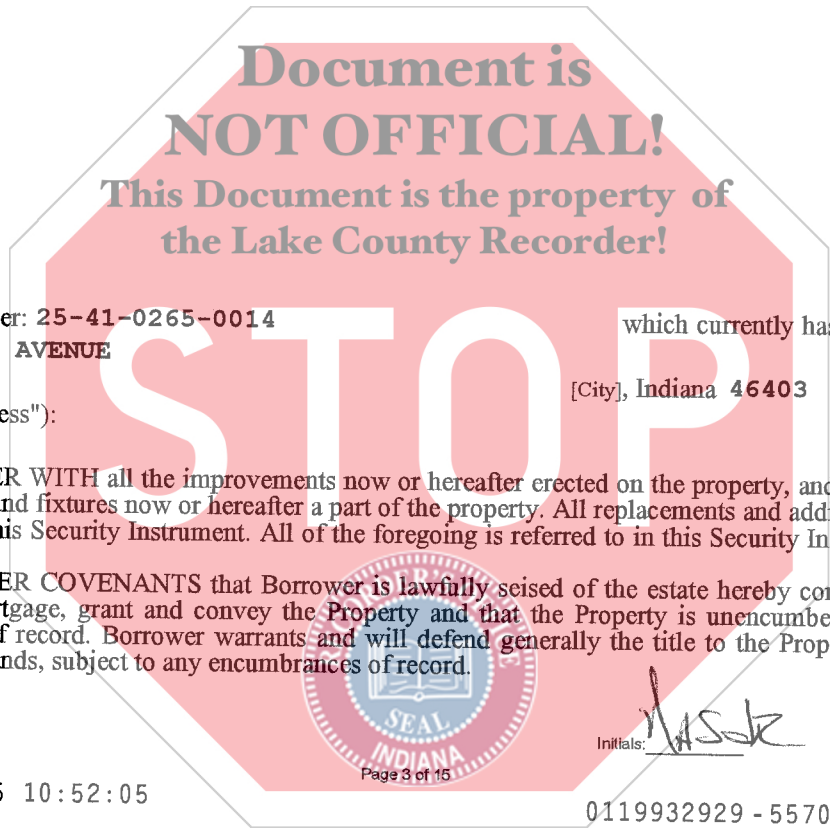 Document is
NOT OFFICIAL!
This Document is the property of
the Lake County Recorder!
STOP
er: 25-41-0265-0014 which currently has
AVENUE
[City], Indiana 46403
ess"):
ER WITH all the improvements now or hereafter erected on the property, and
nd fixtures now or hereafter a part of the property. All replacements and addi
is Security Instrument. All of the foregoing is referred to in this Security In
ER COVENANTS that Borrower is lawfully seised of the estate hereby con
tgage, grant and convey the Property and that the Property is unencumbe
f record. Borrower warrants and will defend generally the title to the Prop
nds, subject to any encumbrances of record.
SEAL
INDIANA
Initials:
Page 3 of 15
5 10:52:05
0119932929 - 5570